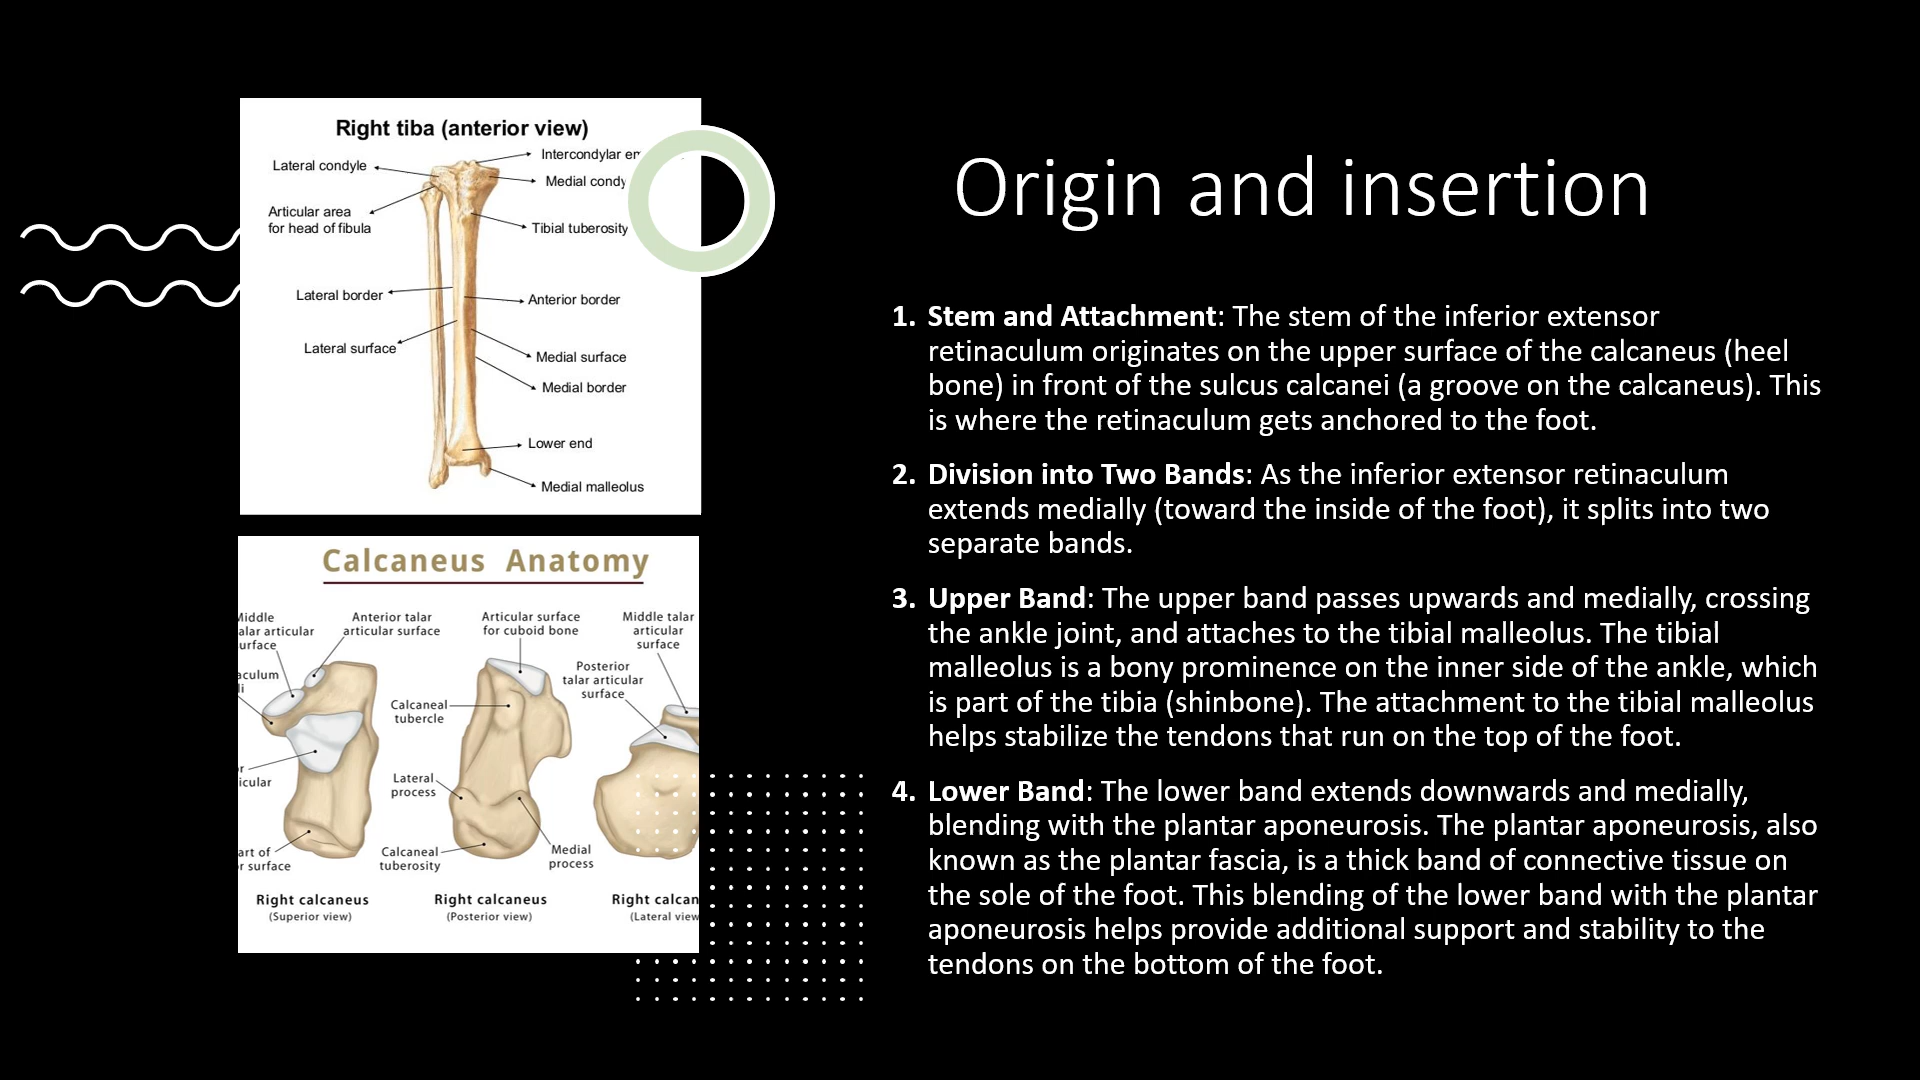 Right tiba (anterior view)
Lateral condyle
Intercondylar
Medial
Articular area
for head of fibula
Tibial tuberosity
Lateral border
Anterior border
Lateral surface
Medial surface
Medial border
Lower end
Medial malleolus
Calcaneus Anatomy
Middle
articular
Anterior talar
articular surface
Articular surface
for cuboid bone
Middle talar
articular
surface
Posterior
talar articular
surface
Calcaneal
tubercle
Lateral
process
Calcaneal
tuberosity
Medial
process
of
surface
Right calcaneus
(Superior view)
Right calcaneus
(Posterior view)
Right
(Lateral
Origin and insertion
1. Stem and Attachment: The stem of the inferior extensor
retinaculum originates on the upper surface of the calcaneus (heel
bone) in front of the sulcus calcanei (a groove on the calcaneus). This
is where the retinaculum gets anchored to the foot.
2. Division into Two Bands: As the inferior extensor retinaculum
extends medially (toward the inside of the foot), it splits into two
separate bands.
3. Upper Band: The upper band passes upwards and medially, crossing
the ankle joint, and attaches to the tibial malleolus. The tibial
malleolus is a bony prominence on the inner side of the ankle, which
is part of the tibia (shinbone). The attachment to the tibial malleolus
helps stabilize the tendons that run on the top of the foot.
4. Lower Band: The lower band extends downwards and medially,
blending with the plantar aponeurosis. The plantar aponeurosis, also
known as the plantar fascia, is a thick band of connective tissue on
the sole of the foot. This blending of the lower band with the plantar
aponeurosis helps provide additional support and stability to the
tendons on the bottom of the foot.